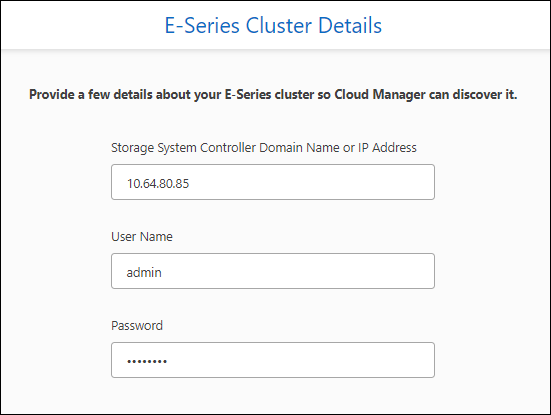 E-Series Cluster Details
Provide a few details about your E-Series cluster so Cloud Manager can discover it.
Storage System Controller Domain Name or IP Address
10.64.80.85
User Name
admin
Password
••••••••